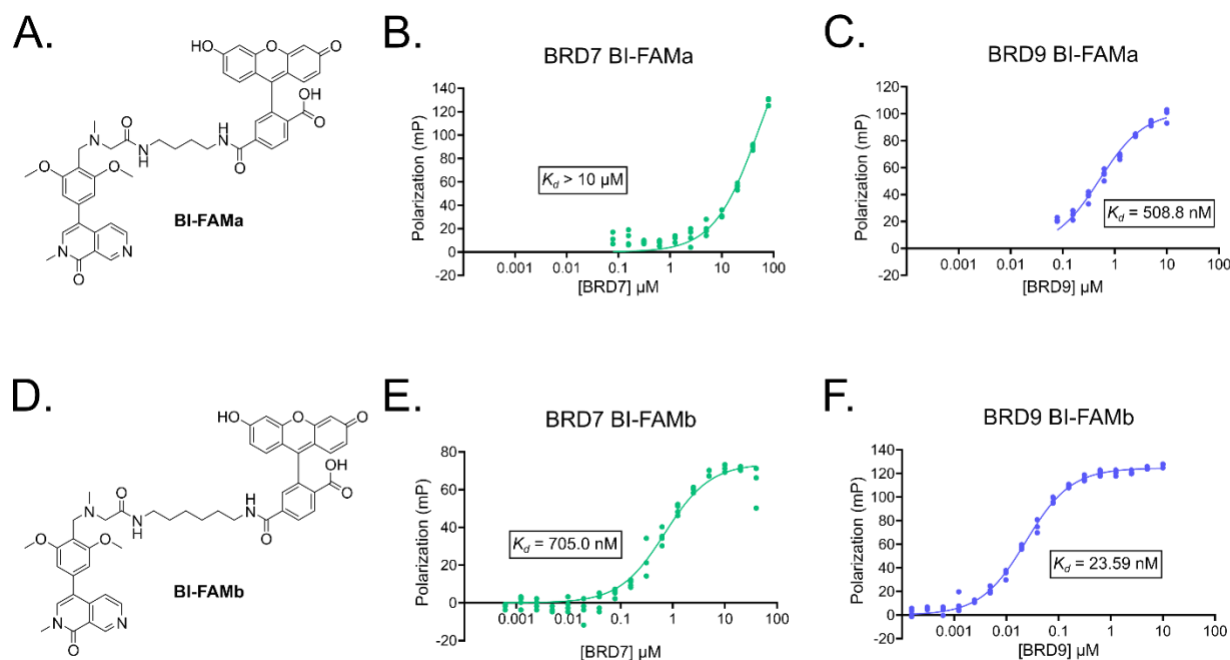 A.
HO
O
O
OH
O
N
O
N
H
H
N
O
O
O
N
O
N
BI-FAMa
B.
BRD7 BI-FAMa
Polarization (mP)
140
120
100
80
60
40
20
0
-20
Kd > 10 μM
0.001 0.01 0.1 1 10 100
[BRD7] μM
C.
BRD9 BI-FAMa
Polarization (mP)
120
100
80
60
40
20
0
-20
Kd = 508.8 nM
0.001 0.01 0.1 1 10 100
[BRD9] μM
D.
HO
O
O
OH
O
N
O
N
H
H
N
O
O
O
N
O
N
BI-FAMb
E.
BRD7 BI-FAMb
Polarization (mP)
80
60
40
20
0
-20
Kd = 705.0 nM
0.001 0.01 0.1 1 10 100
[BRD7] μM
F.
BRD9 BI-FAMb
Polarization (mP)
140
120
100
80
60
40
20
0
-20
Kd = 23.59 nM
0.001 0.01 0.1 1 10 100
[BRD9] μM